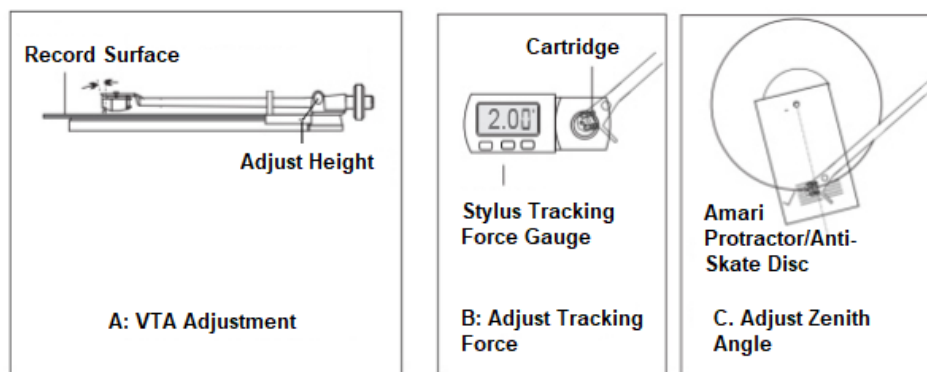 Record Surface
Adjust Height
A: VTA Adjustment
Cartridge
2.00
Stylus Tracking
Force Gauge
B: Adjust Tracking
Force
Amari
Protractor/Anti-
Skate Disc
C. Adjust Zenith
Angle